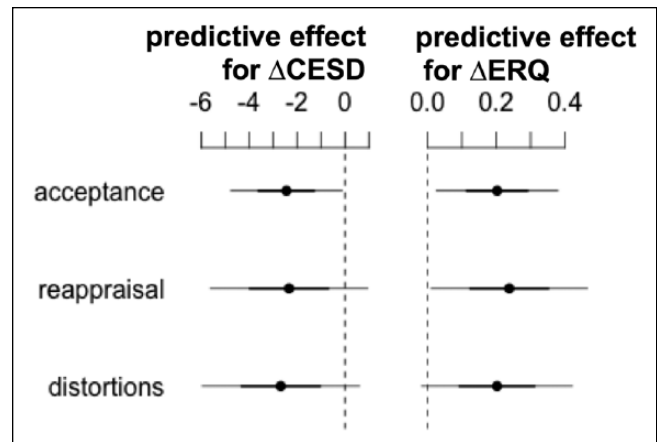 predictive effect
for ΔCESD
predictive effect
for ΔERQ
-6 -4 -2 0
0.0 0.2 0.4
acceptance
reappraisal
distortions